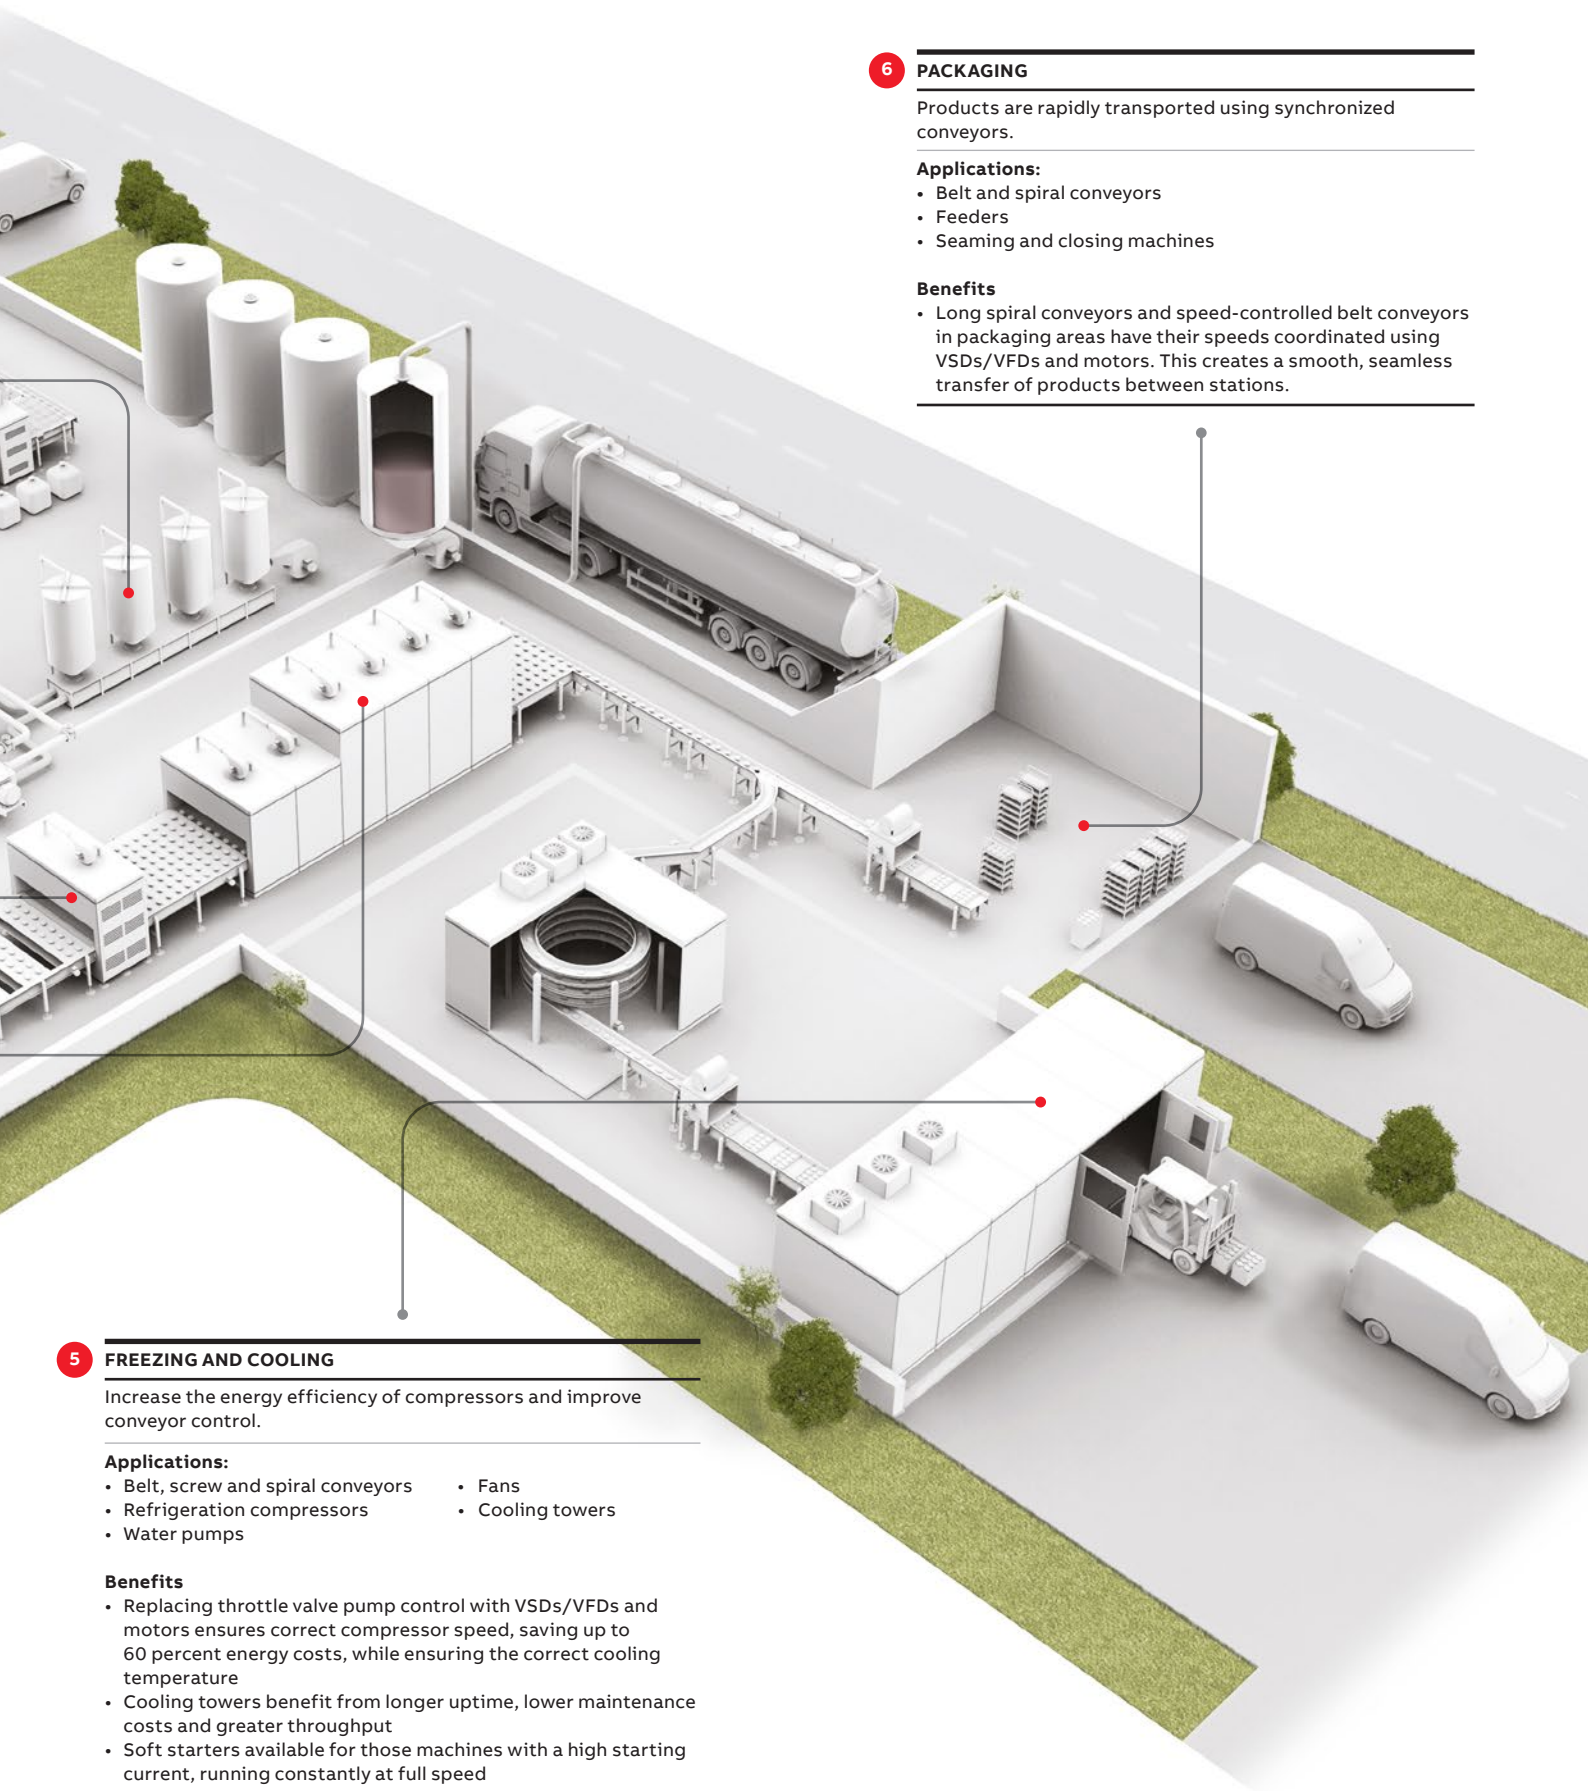 6 PACKAGING
Products are rapidly transported using synchronized
conveyors.
Applications:
• Belt and spiral conveyors
• Feeders
• Seaming and closing machines
Benefits
• Long spiral conveyors and speed-controlled belt conveyors
in packaging areas have their speeds coordinated using
VSDs/VFDs and motors. This creates a smooth, seamless
transfer of products between stations.
5 FREEZING AND COOLING
Increase the energy efficiency of compressors and improve
conveyor control.
Applications:
• Belt, screw and spiral conveyors
• Refrigeration compressors
• Water pumps
• Fans
• Cooling towers
Benefits
• Replacing throttle valve pump control with VSDs/VFDs and
motors ensures correct compressor speed, saving up to
60 percent energy costs, while ensuring the correct cooling
temperature
• Cooling towers benefit from longer uptime, lower maintenance
costs and greater throughput
• Soft starters available for those machines with a high starting
current, running constantly at full speed